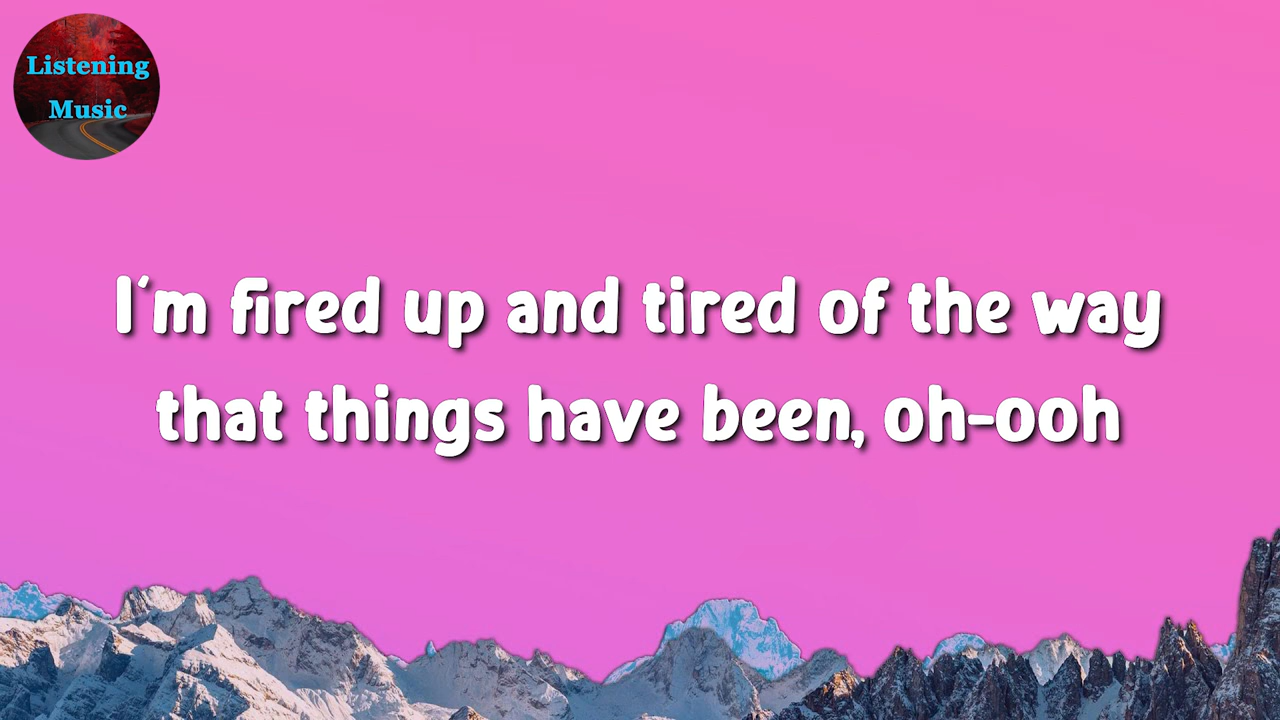 Listening
Music
I'm fired up and tired of the way
that things have been, oh-ooh